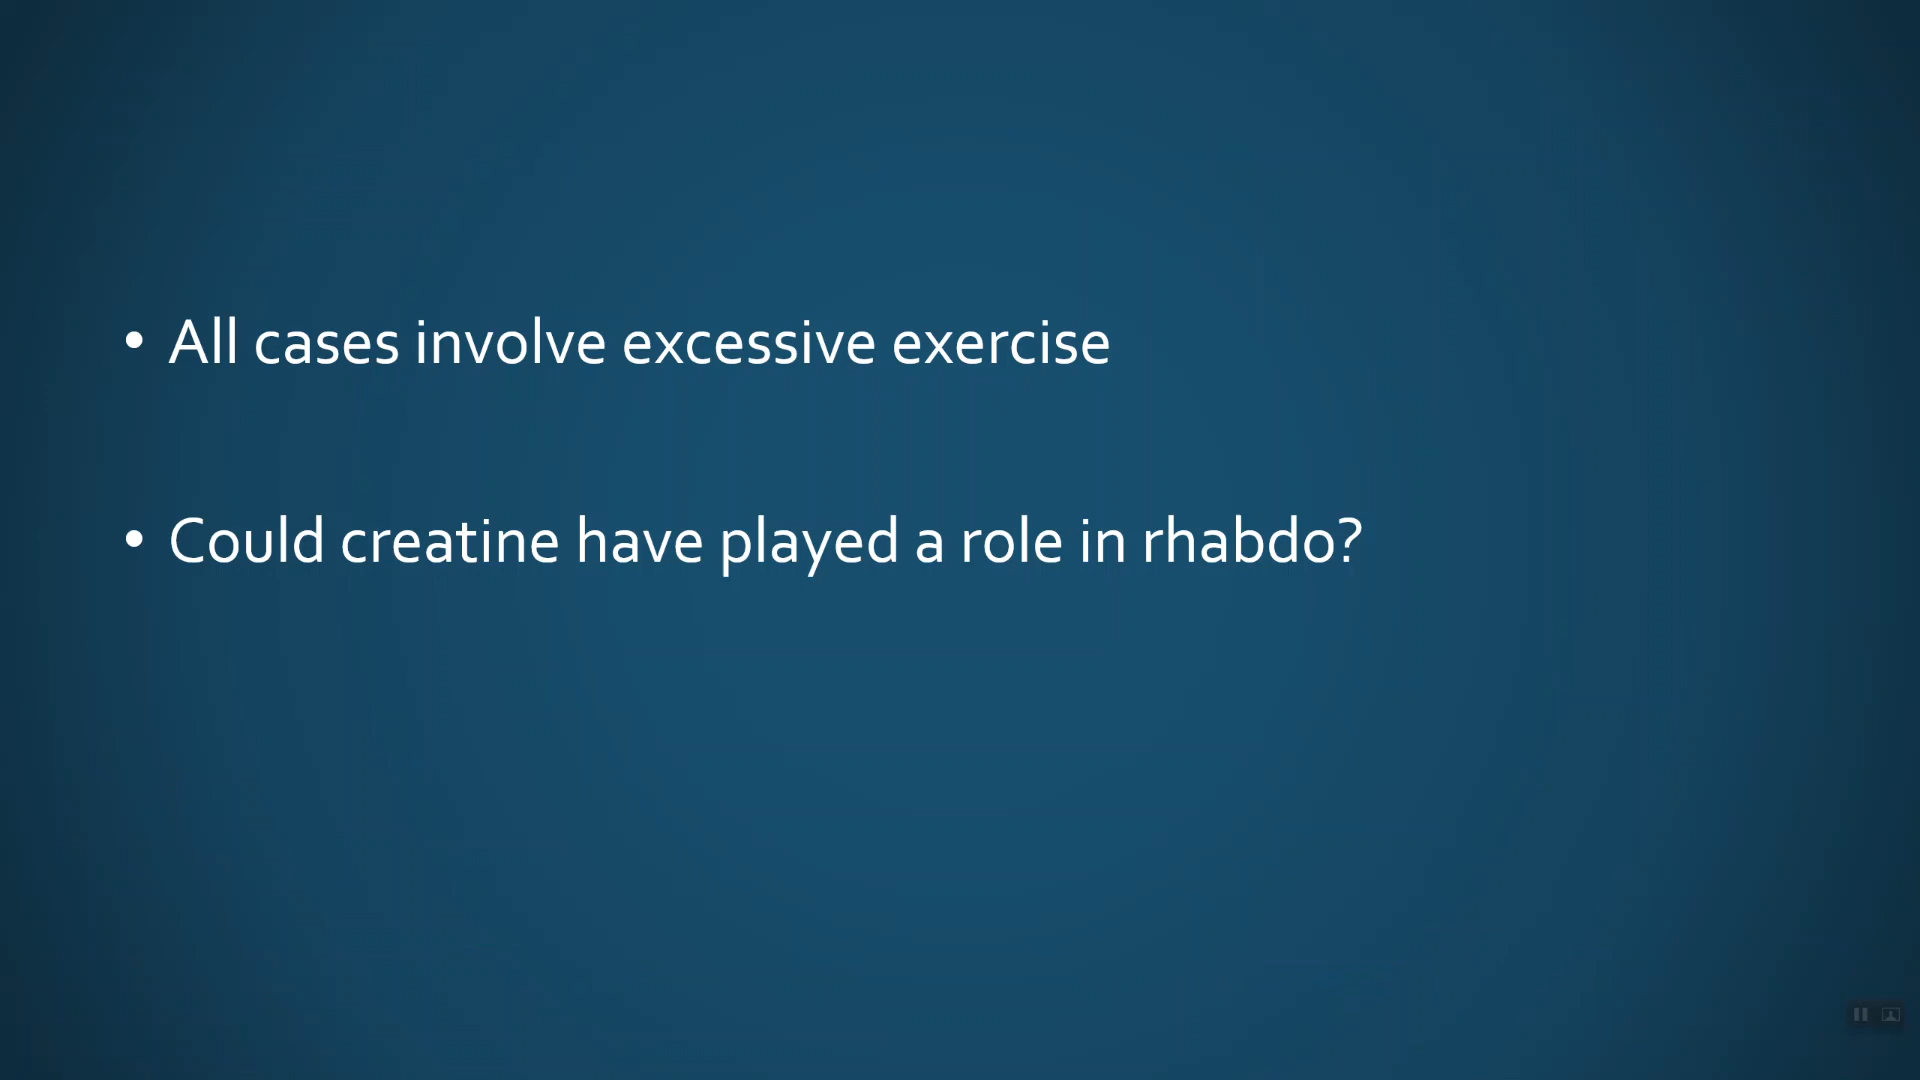 • All cases involve excessive exercise
• Could creatine have played a role in rhabdo?